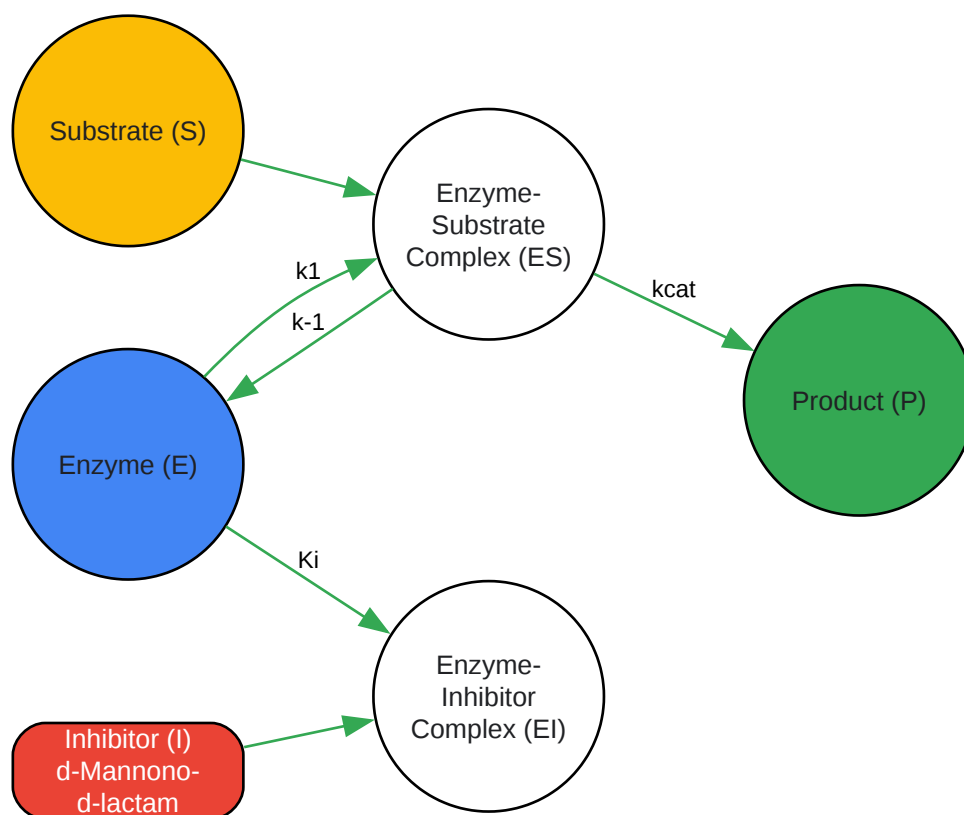 Substrate (S)
Enzyme-
Substrate
Complex (ES)
k1
k-1
kcat
Product (P)
Enzyme (E)
Ki
Enzyme-
Inhibitor
Complex (EI)
Inhibitor (I)
d-Mannono-
d-lactam